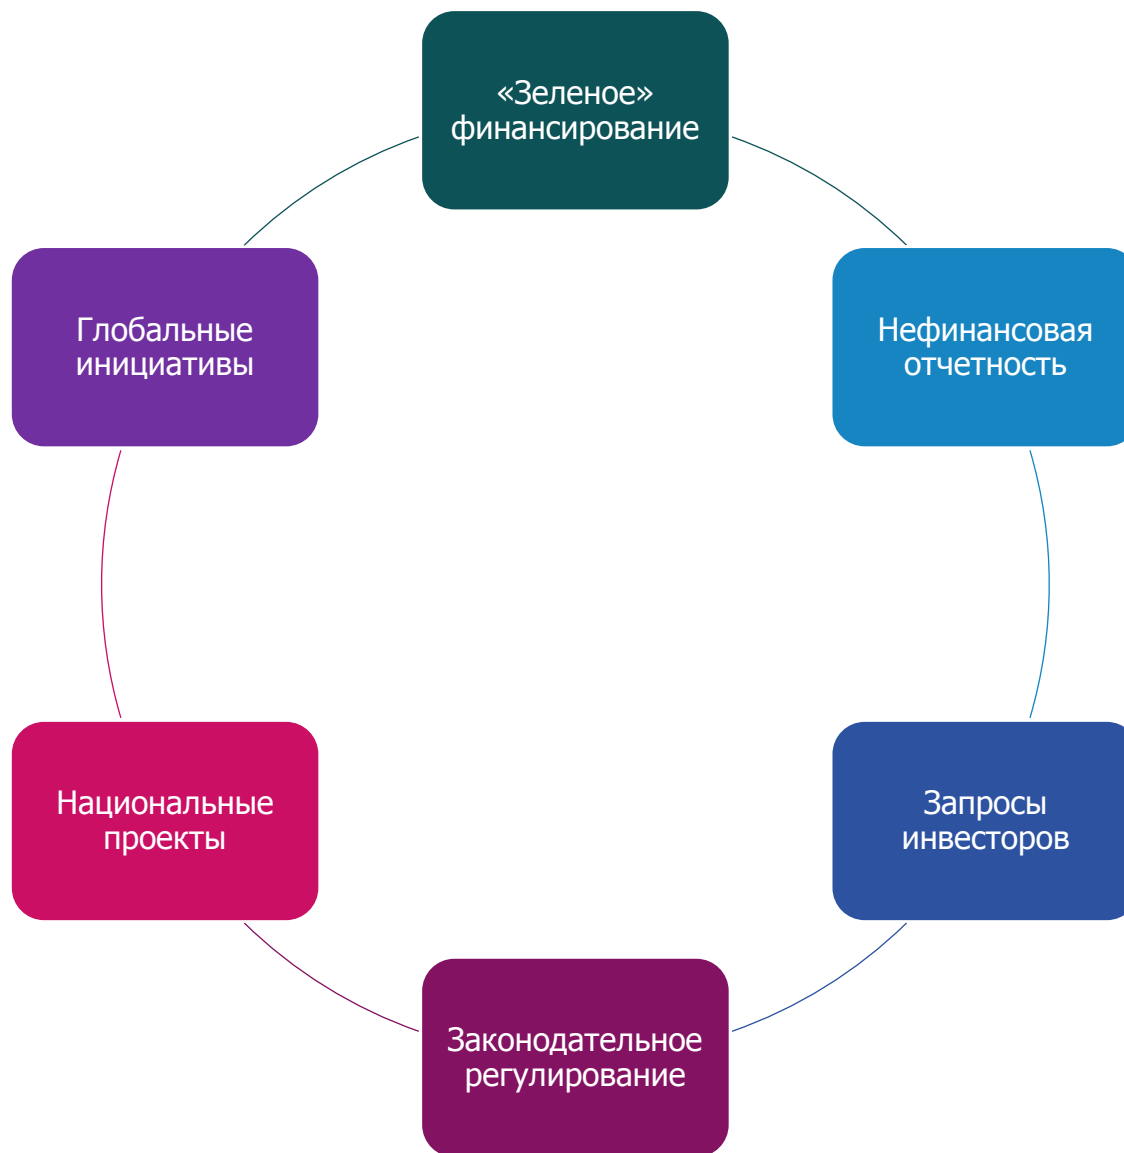 «Зеленое»
финансирование
Глобальные
инициативы
Нефинансовая
отчетность
Национальные
проекты
Запросы
инвесторов
Законодательное
регулирование